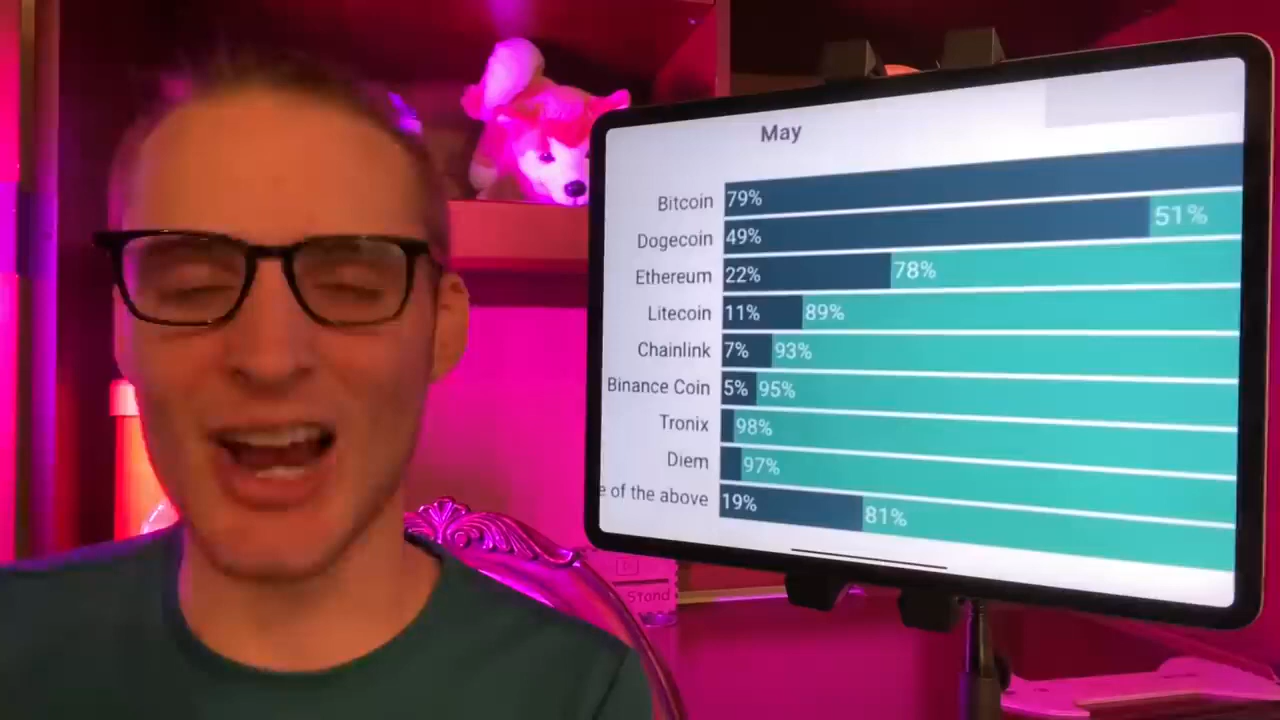 May
Bitcoin 79%
Dogecoin 49% 51%
Ethereum 22% 78%
Litecoin 11% 89%
Chainlink 7% 93%
Binance Coin 5% 95%
Tronix 98%
Diem 97%
e of the above 19% 81%
Stand